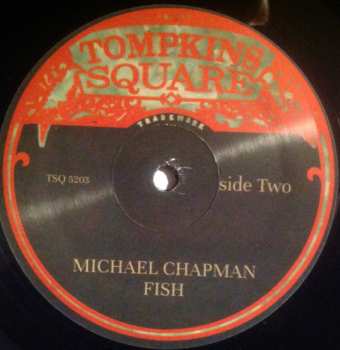 TOMPKINS
SQUARE
TRADEMARK
TSQ 5203
side Two
MICHAEL CHAPMAN
FISH